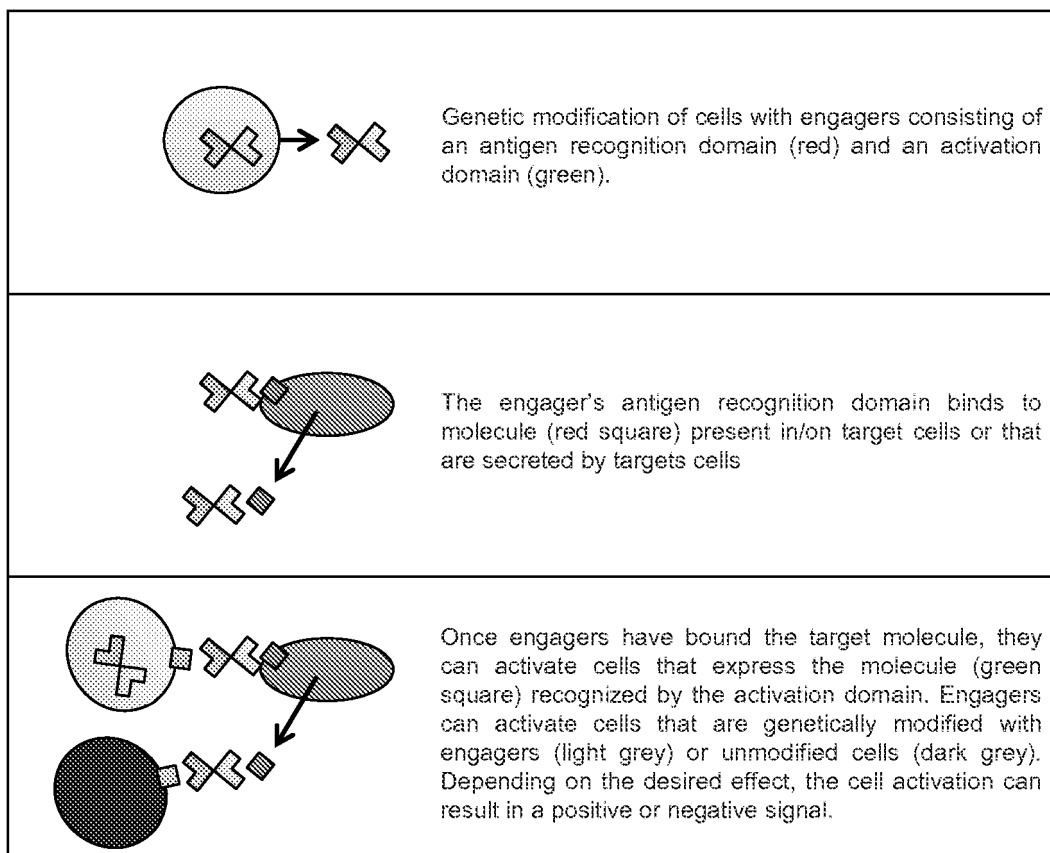 Genetic modification of cells with engagers consisting of
an antigen recognition domain (red) and an activation
domain (green).
The engager's antigen recognition domain binds to
molecule (red square) present in/on target cells or that
are secreted by targets cells
Once engagers have bound the target molecule, they
can activate cells that express the molecule (green
square) recognized by the activation domain. Engagers
can activate cells that are genetically modified with
engagers (light grey) or unmodified cells (dark grey).
Depending on the desired effect, the cell activation can
result in a positive or negative signal.